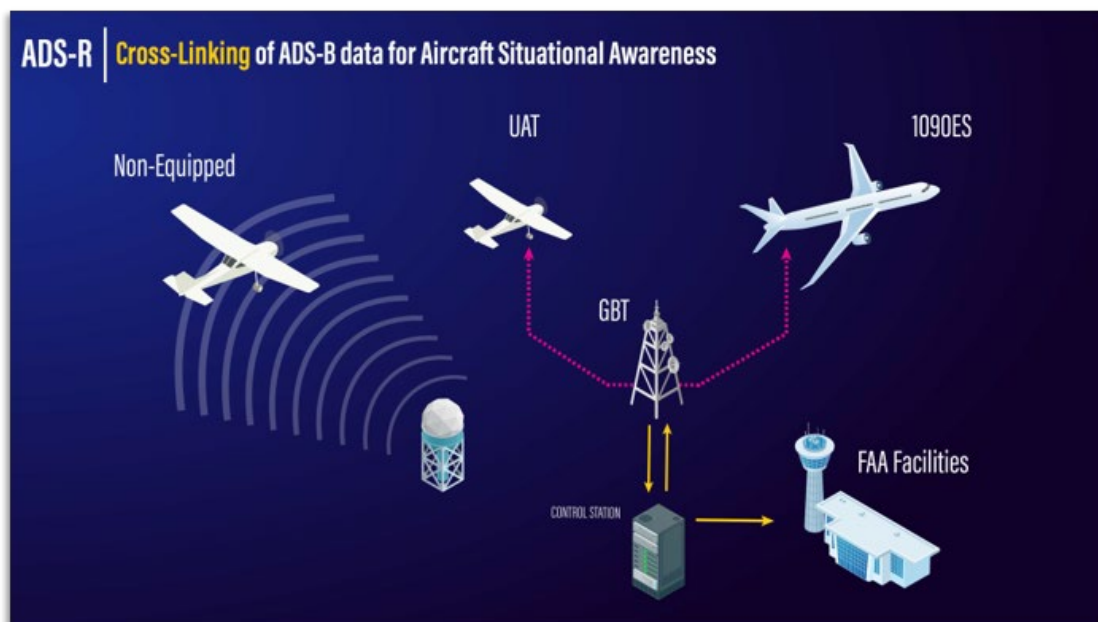 ADS-R | Cross-Linking of ADS-B data for Aircraft Situational Awareness
UAT
1090ES
Non-Equipped
GBT
FAA Facilities
CONTROL STATION